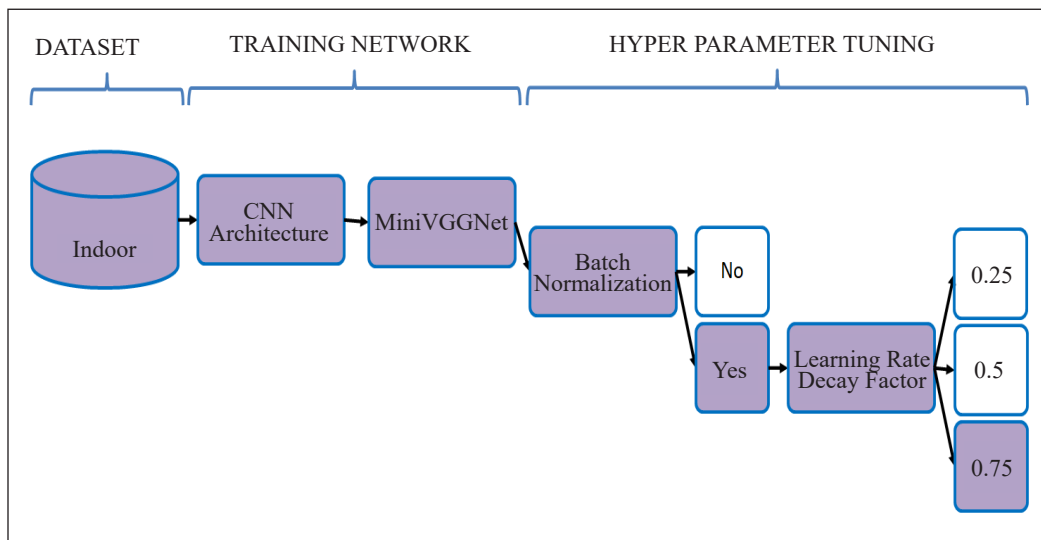 DATASET
TRAINING NETWORK
HYPER PARAMETER TUNING
Indoor
CNN
Architecture
MiniVGGNet
Batch
Normalization
No
Yes
Learning Rate
Decay Factor
0.25
0.5
0.75